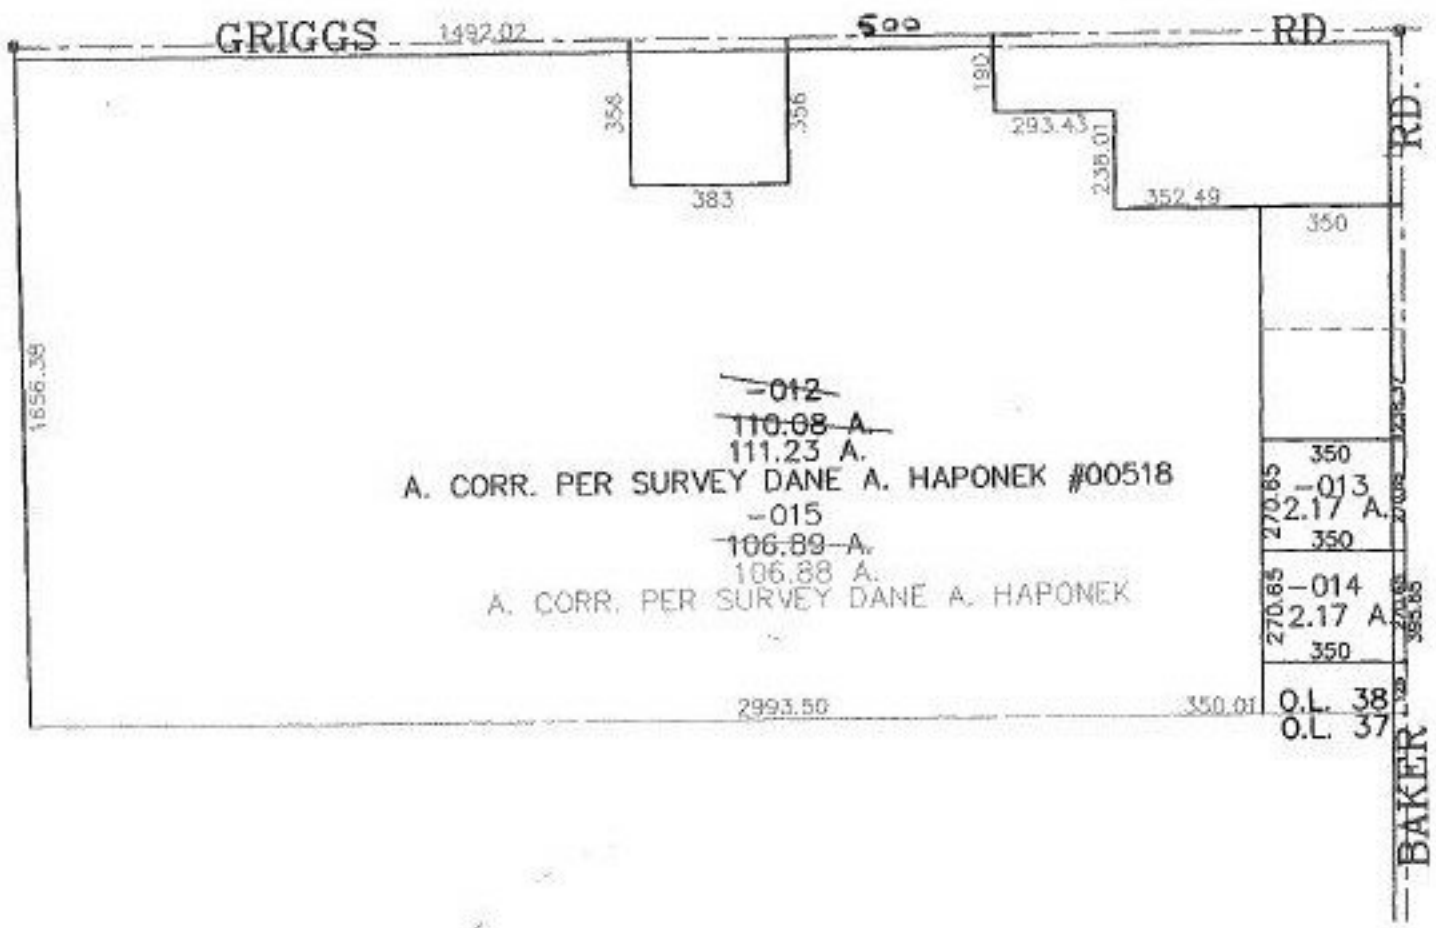 GRIGGS 1492.02 500 RD
RD.
358
356
383
190
293.43
238.01
352.49
350
1656.38
-012
110.08 A.
111.23 A.
A. CORR. PER SURVEY DANE A. HAPONEK #00518
-015
106.89 A.
106.88 A.
A. CORR. PER SURVEY DANE A. HAPONEK
350
270.65
-013
2.17 A.
350
270.65
-014
2.17 A.
395.65
350
2993.50
350.01
O.L. 38
O.L. 37
BAKER